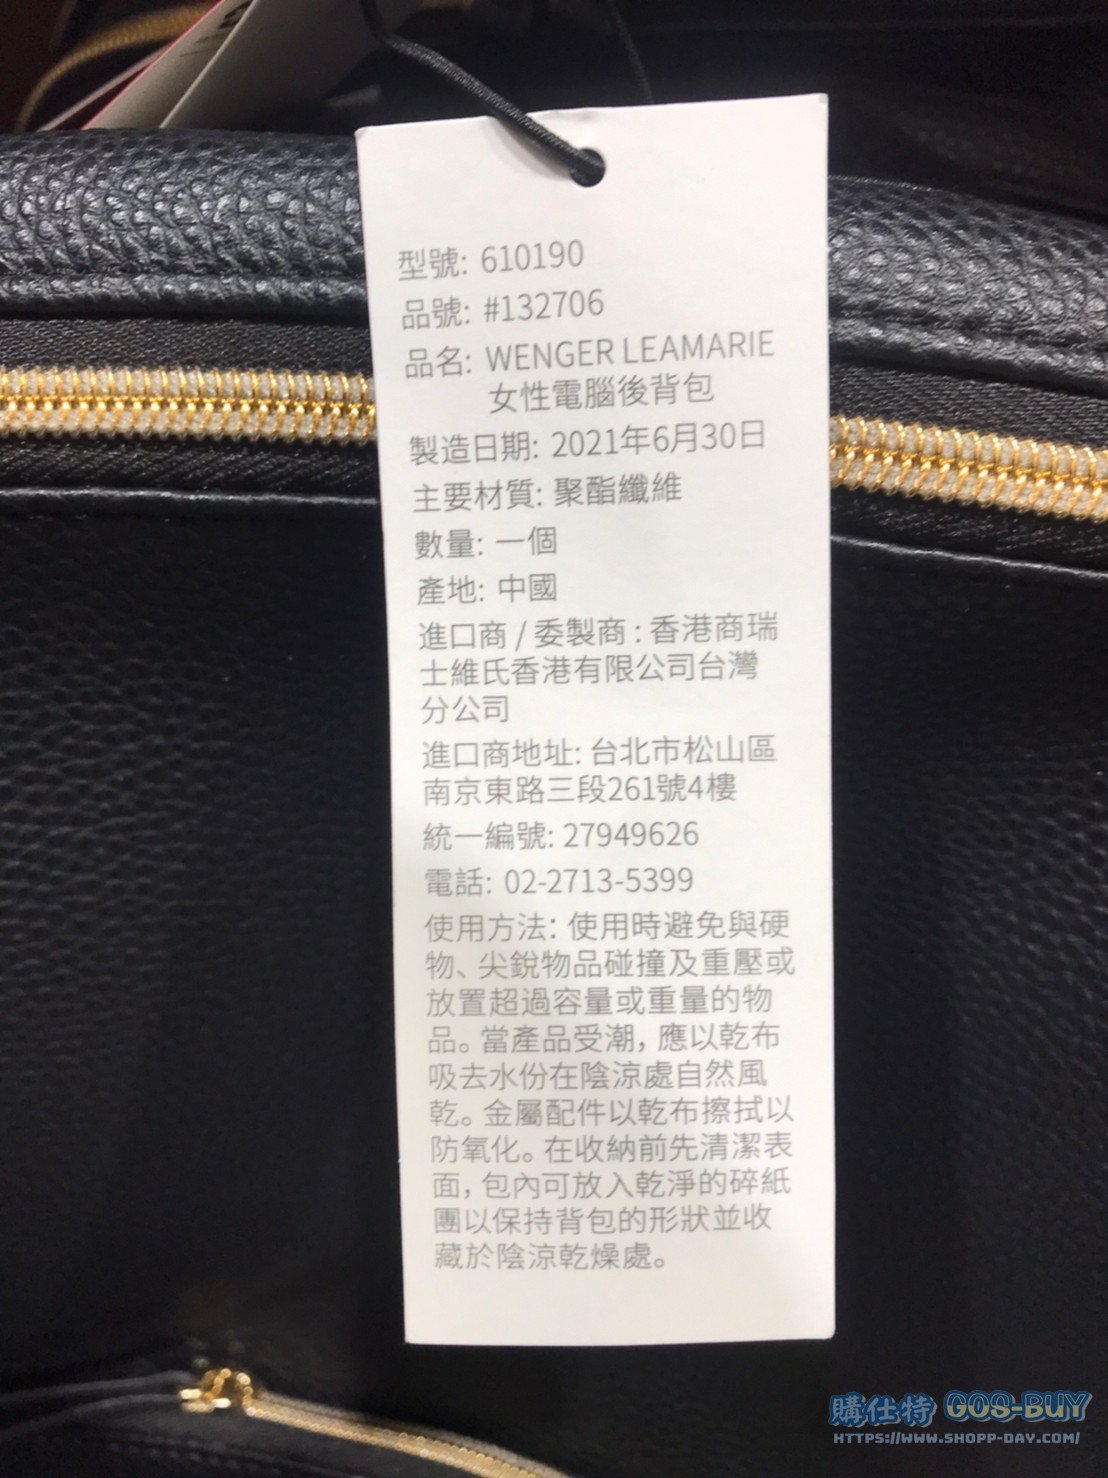 型號: 610190
品號: #132706
品名: WENGER LEAMARIE
女性電腦後背包
製造日期: 2021年6月30日
主要材質: 聚酯纖維
數量: 一個
產地: 中國
進口商 / 委製商 : 香港商瑞
士維氏香港有限公司台灣
分公司
進口商地址: 台北市松山區
南京東路三段261號4樓
統一編號: 27949626
電話: 02-2713-5399
使用方法: 使用時避免與硬
物、尖銳物品碰撞及重壓或
放置超過容量或重量的物
品。當產品受潮, 應以乾布
吸去水份在陰涼處自然風
乾。金屬配件以乾布擦拭以
防氧化。在收納前先清潔表
面, 包內可放入乾淨的碎紙
團以保持背包的形狀並收
藏於陰涼乾燥處。
購仕特 GOS-BUY
HTTPS://WWW.SHOPP-DAY.COM/